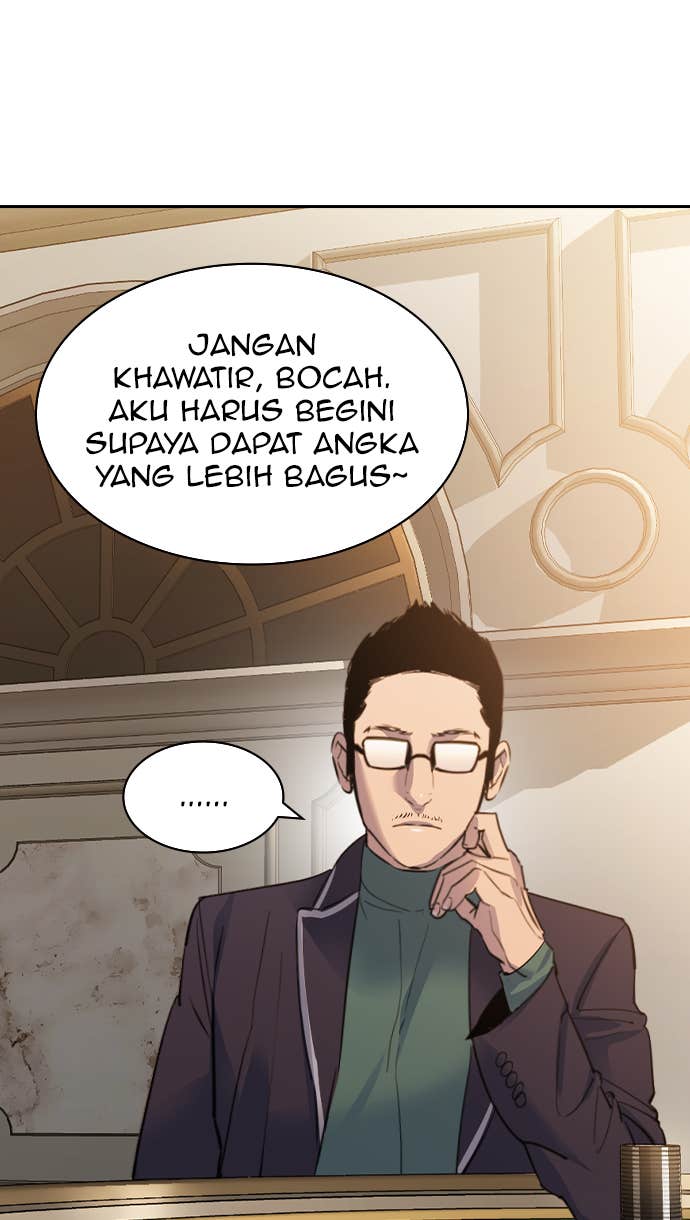 JANGAN
KHAWATIR, BOCAH.
AKU HARUS BEGINI
SUPAYA DAPAT ANGKA
YANG LEBIH BAGUS~
......